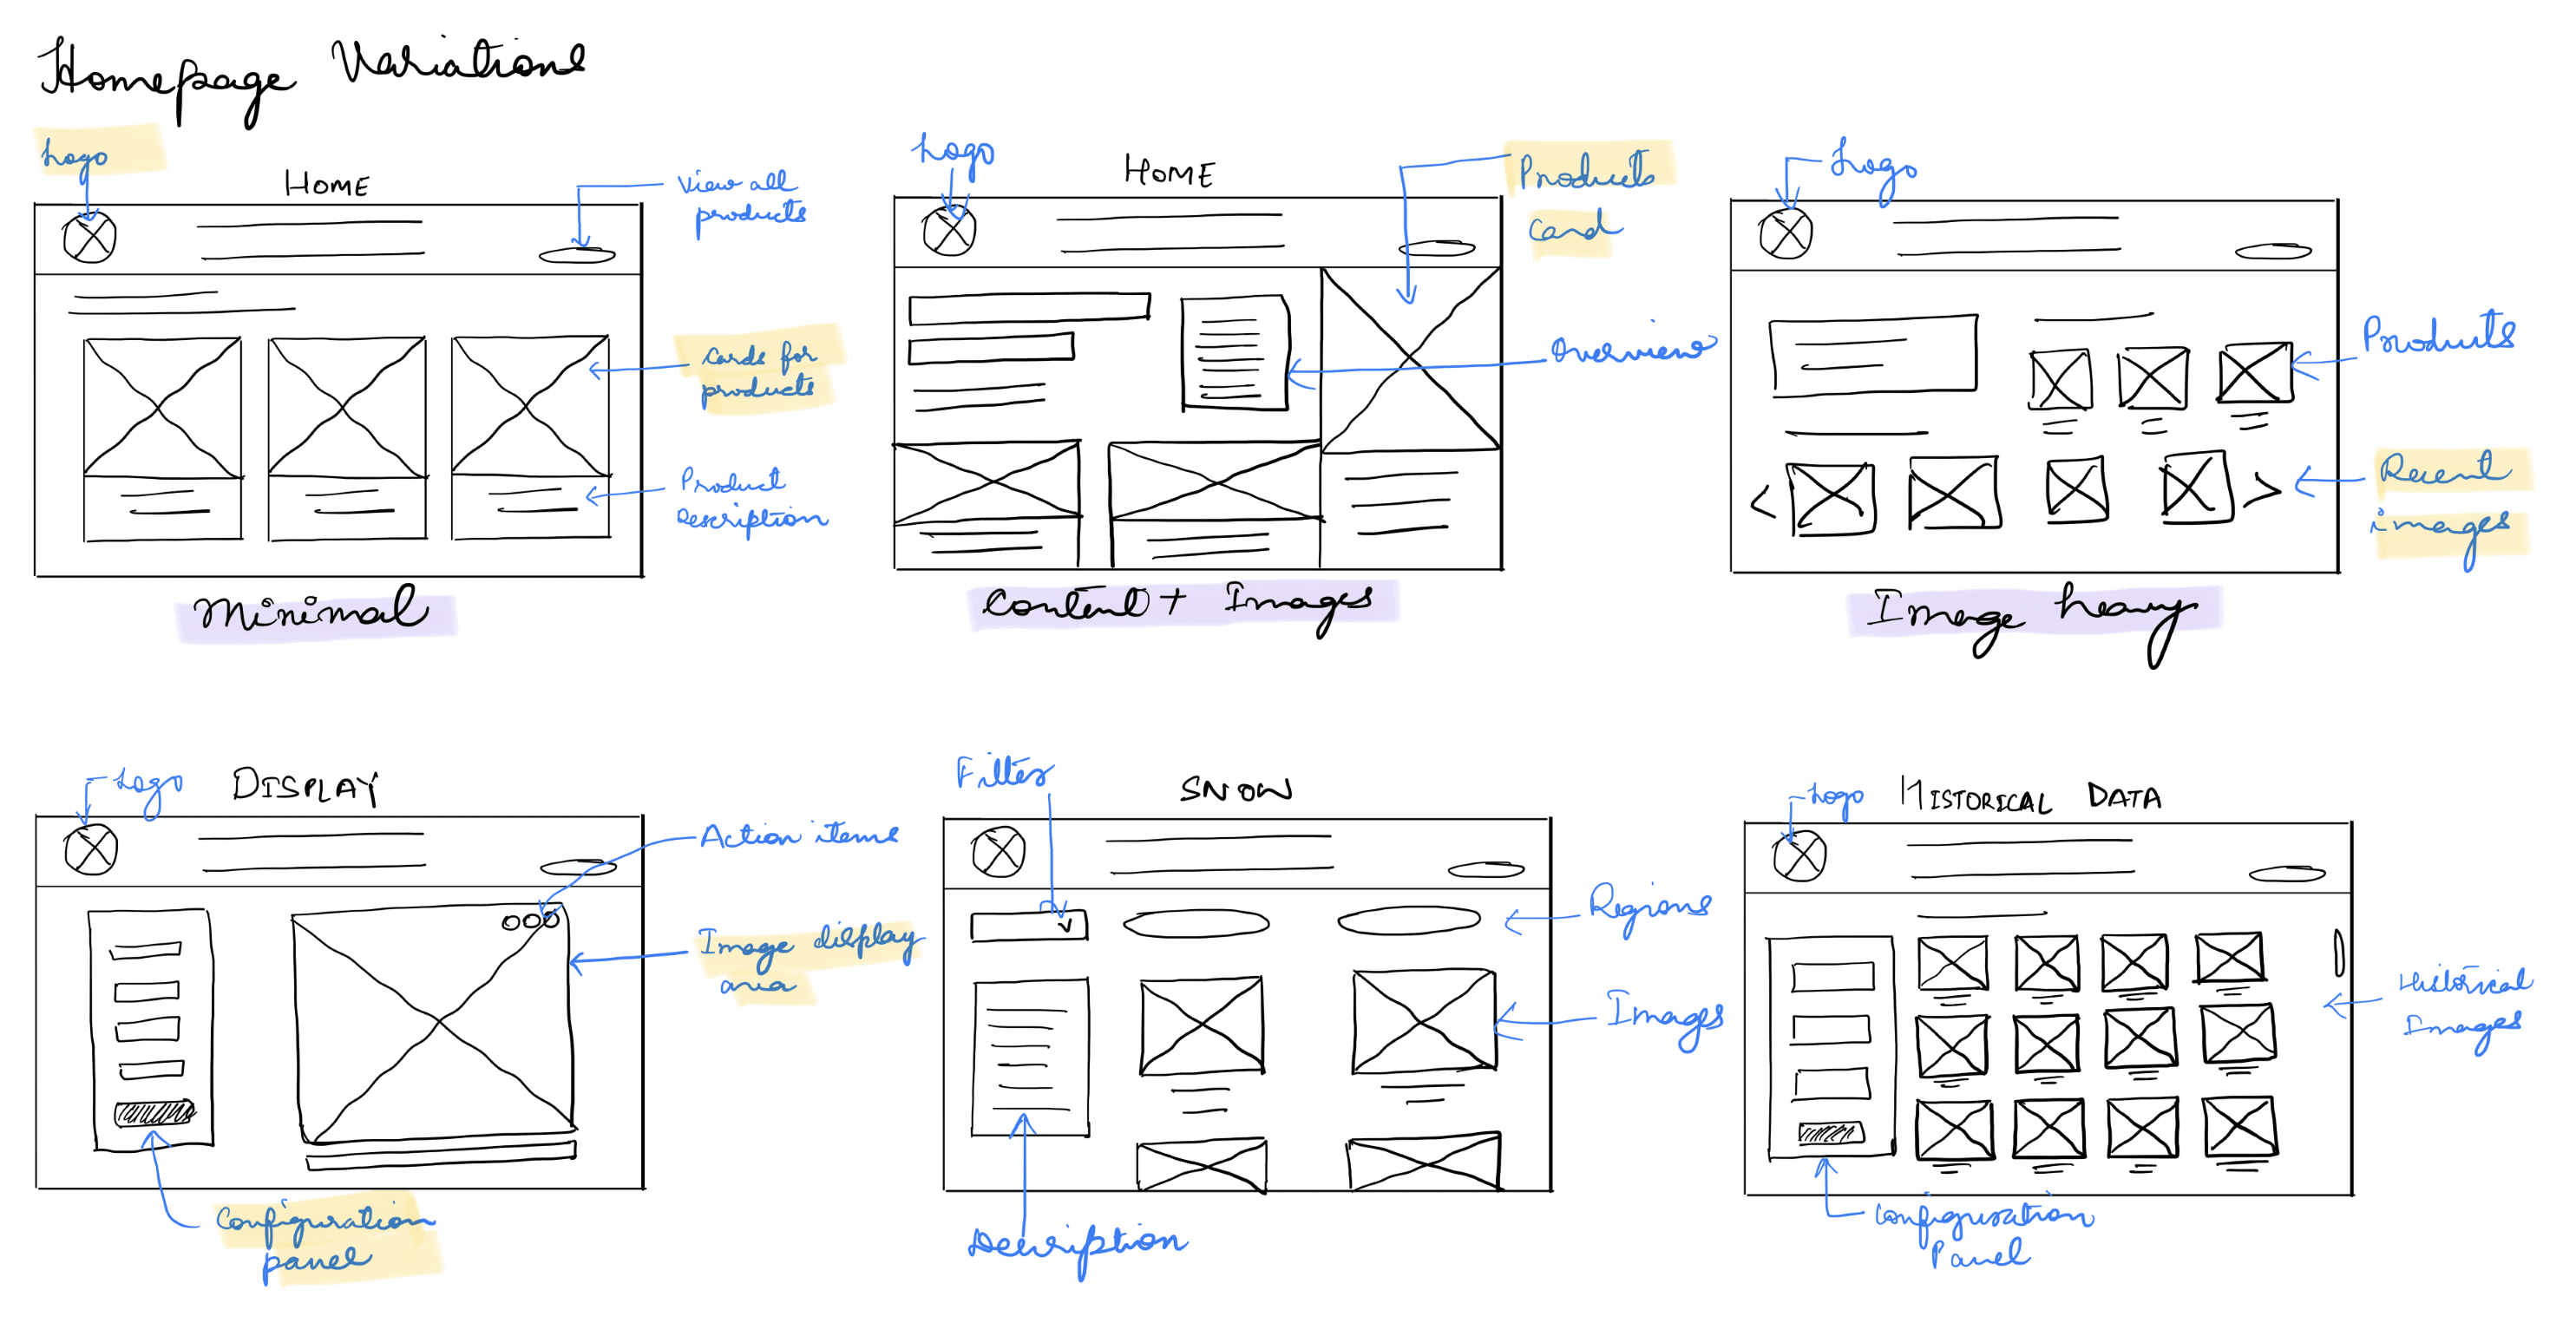 Homepage Variations
Logo
HOME
View all
products
cards for
products
Product
Description
Minimal
Logo
HOME
Products
card
Overview
Content + Images
Logo
Products
Recent
images
Image heavy
Logo
DISPLAY
Action items
Image display
area
Configuration
panel
Filter
SNOW
Regions
Images
Description
Logo
HISTORICAL DATA
Historical
Images
Configuration
Panel